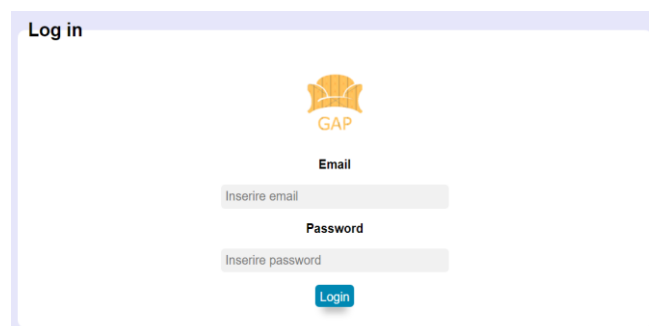 Log in
GAP
Email
Inserire email
Password
Inserire password
Login